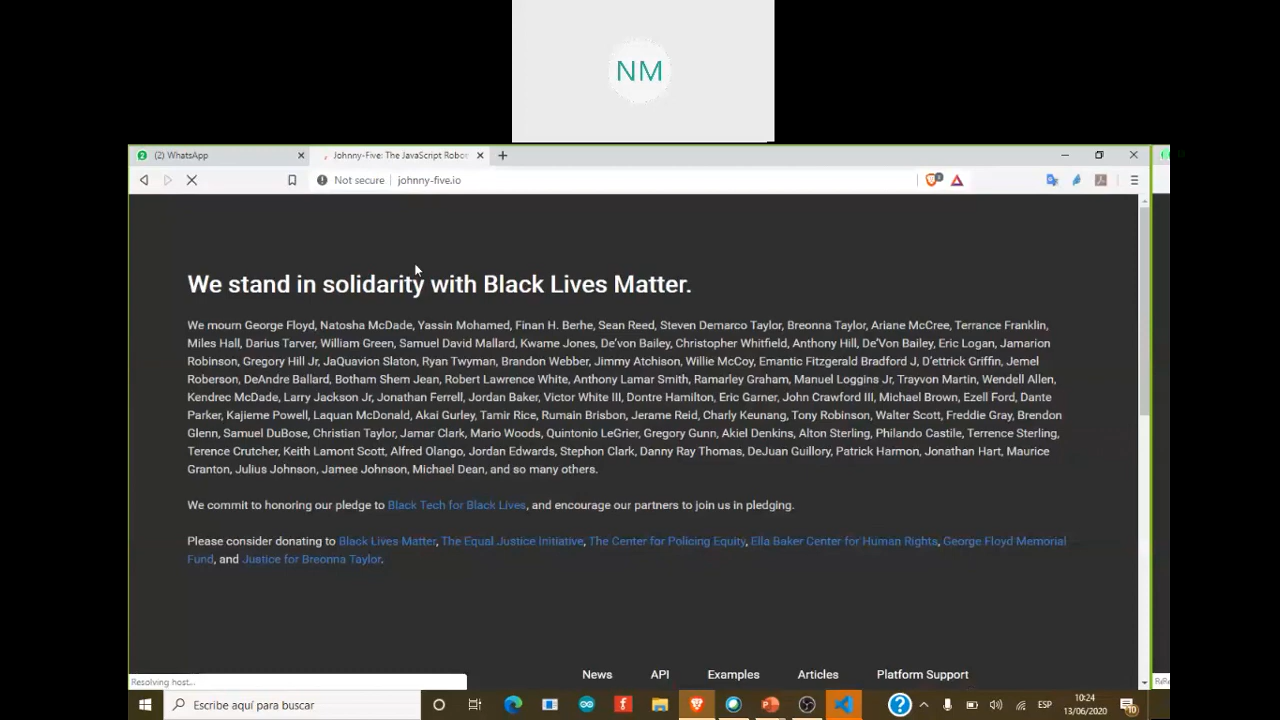 NM
(2) WhatsApp
Johnny-Five: The JavaScript Robo
Not secure
johnny-five.io
We stand in solidarity with Black Lives Matter.
We mourn George Floyd, Natosha McDade, Yassin Mohamed, Finan H. Berhe, Sean Reed, Steven Demarco Taylor, Breonna Taylor, Ariane McCree, Terrance Franklin,
Miles Hall, Darius Tarver, William Green, Samuel David Mallard, Kwame Jones, De'von Bailey, Christopher Whitfield, Anthony Hill, De'Von Bailey, Eric Logan, Jamarion
Robinson, Gregory Hill Jr, JaQuavion Slaton, Ryan Twyman, Brandon Webber, Jimmy Atchison, Willie McCoy, Emantic Fitzgerald Bradford J, D'ettrick Griffin, Jemel
Roberson, DeAndre Ballard, Botham Shem Jean, Robert Lawrence White, Anthony Lamar Smith, Ramarley Graham, Manuel Loggins Jr, Trayvon Martin, Wendell Allen,
Kendrec McDade, Larry Jackson Jr, Jonathan Ferrell, Jordan Baker, Victor White III, Dontre Hamilton, Eric Garner, John Crawford III, Michael Brown, Ezell Ford, Dante
Parker, Kajieme Powell, Laquan McDonald, Akai Gurley, Tamir Rice, Rumain Brisbon, Jerame Reid, Charly Keunang, Tony Robinson, Walter Scott, Freddie Gray, Brendon
Glenn, Samuel DuBose, Christian Taylor, Jamar Clark, Mario Woods, Quintonio LeGrier, Gregory Gunn, Akiel Denkins, Alton Sterling, Philando Castile, Terrence Sterling,
Terence Crutcher, Keith Lamont Scott, Alfred Olango, Jordan Edwards, Stephon Clark, Danny Ray Thomas, DeJuan Guillory, Patrick Harmon, Jonathan Hart, Maurice
Granton, Julius Johnson, Jamee Johnson, Michael Dean, and so many others.
We commit to honoring our pledge to Black Tech for Black Lives, and encourage our partners to join us in pledging.
Please consider donating to Black Lives Matter, The Equal Justice Initiative, The Center for Policing Equity, Ella Baker Center for Human Rights, George Floyd Memorial
Fund, and Justice for Breonna Taylor.
News API Examples Articles Platform Support
Resolving host...
Escribe aquí para buscar
ESP
10:24
13/06/2020
10